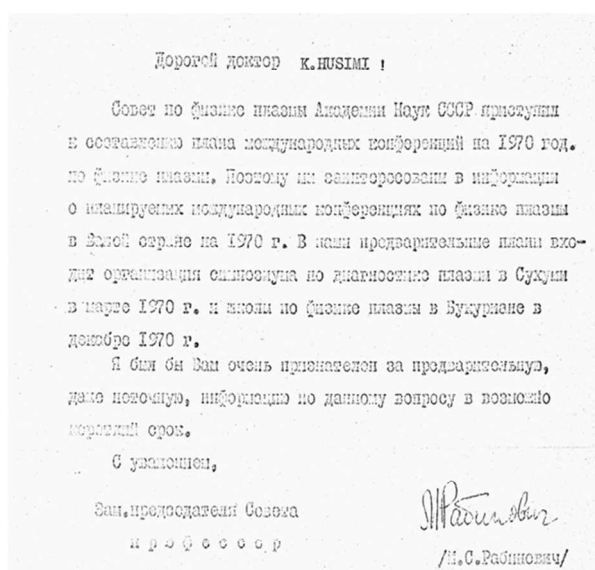 Дорогой доктор K.HUSIMI !
Совет по физике плазмы Академии Наук СССР приступил
к составлению плана международных конференций на 1970 год.
по физике плазмы. Поэтому мы заинтересованы в информации
о планируемых международных конференциях по физике плазмы
в Вашей стране на 1970 г. В наши предварительные планы вхо-
дит организация симпозиума по диагностике плазмы в Сухуми
в марте 1970 г. и школы по физике плазмы в Букуриане в
декабре 1970 г.
Я был бы Вам очень признателен за предварительную,
даже неточную, информацию по данному вопросу в возможно
короткий срок.
С уважением,
Зам.председателя Совета
профессор
МРабинович
/М.С.Рабинович/